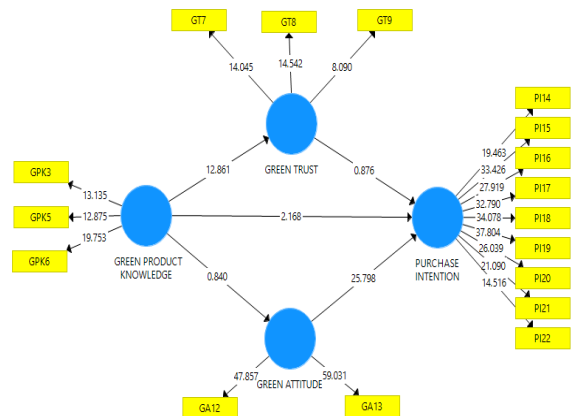 GT7
GT8
GT9
14.045
14.542
8.090
GREEN TRUST
PI14
PI15
PI16
PI17
PI18
PI19
PI20
PI21
PI22
19.463
33.426
27.919
32.790
34.078
37.804
26.039
21.090
14.516
GPK3
GPK5
GPK6
13.135
12.875
19.753
12.861
0.876
2.168
GREEN PRODUCT
KNOWLEDGE
PURCHASE
INTENTION
0.840
25.798
GREEN ATTITUDE
47.857
59.031
GA12
GA13